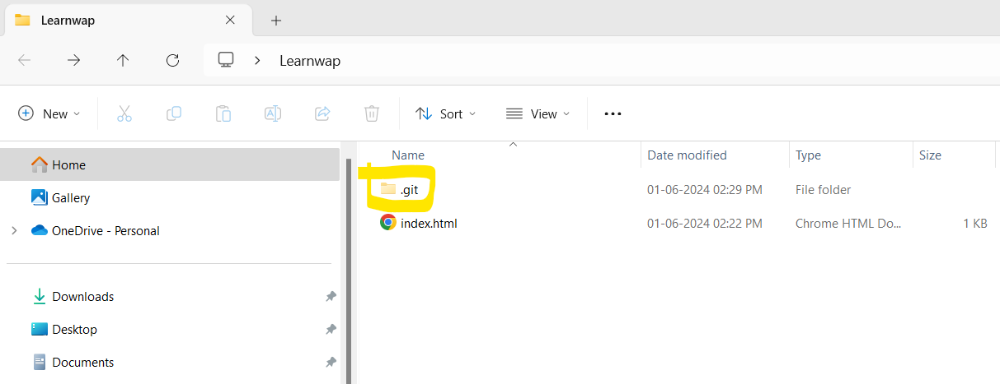 Learnwap
Learnwap
New Sort View
Name Date modified Type Size
Home
Gallery
OneDrive - Personal
Downloads
Desktop
Documents
.git 01-06-2024 02:29 PM File folder
index.html 01-06-2024 02:22 PM Chrome HTML Do... 1 KB